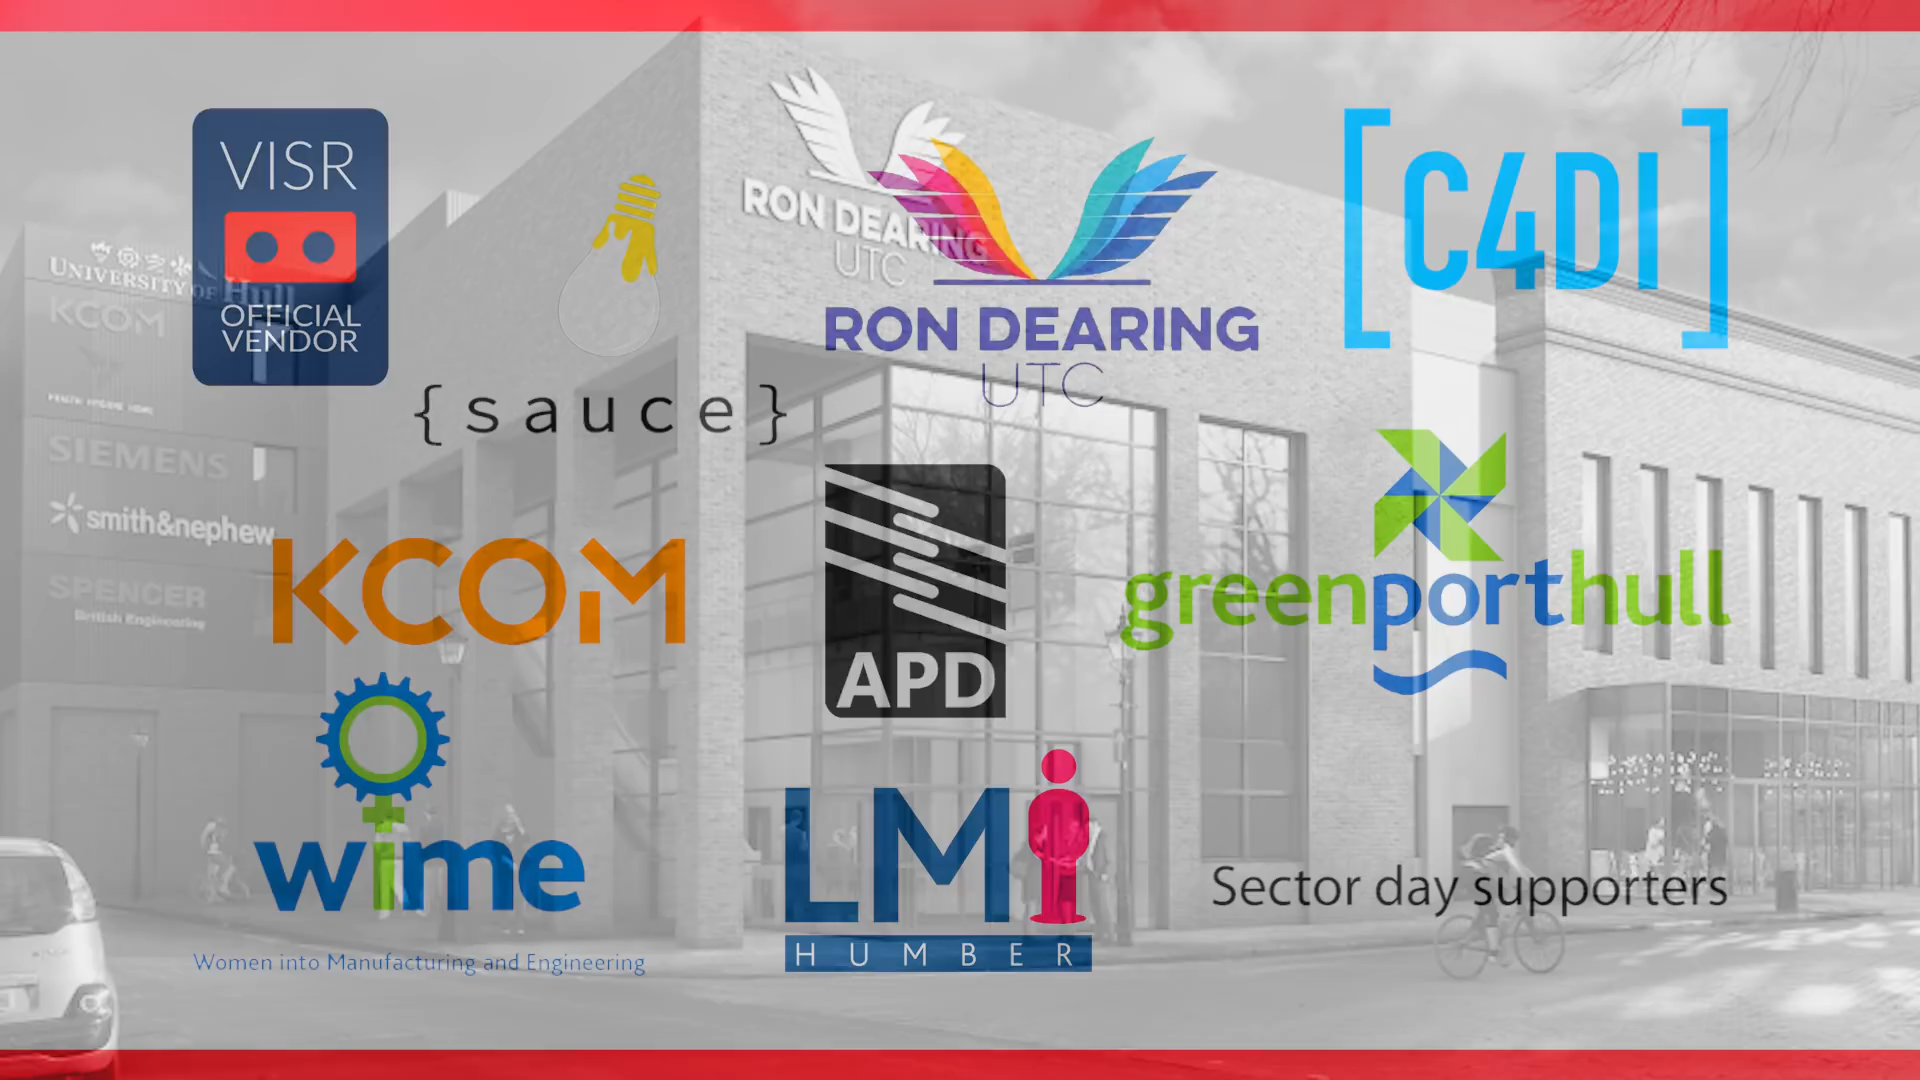 VISR
OFFICIAL
VENDOR
{sauce}
RON DEARING
UTC
RON DEARING
UTC
[C4DI]
UNIVERSITY OF Hull
KCOM
SIEMENS
smith&nephew
SPENCER
British Engineering
KCOM
APD
greenporthull
wime
Women into Manufacturing and Engineering
LMI
HUMBER
Sector day supporters